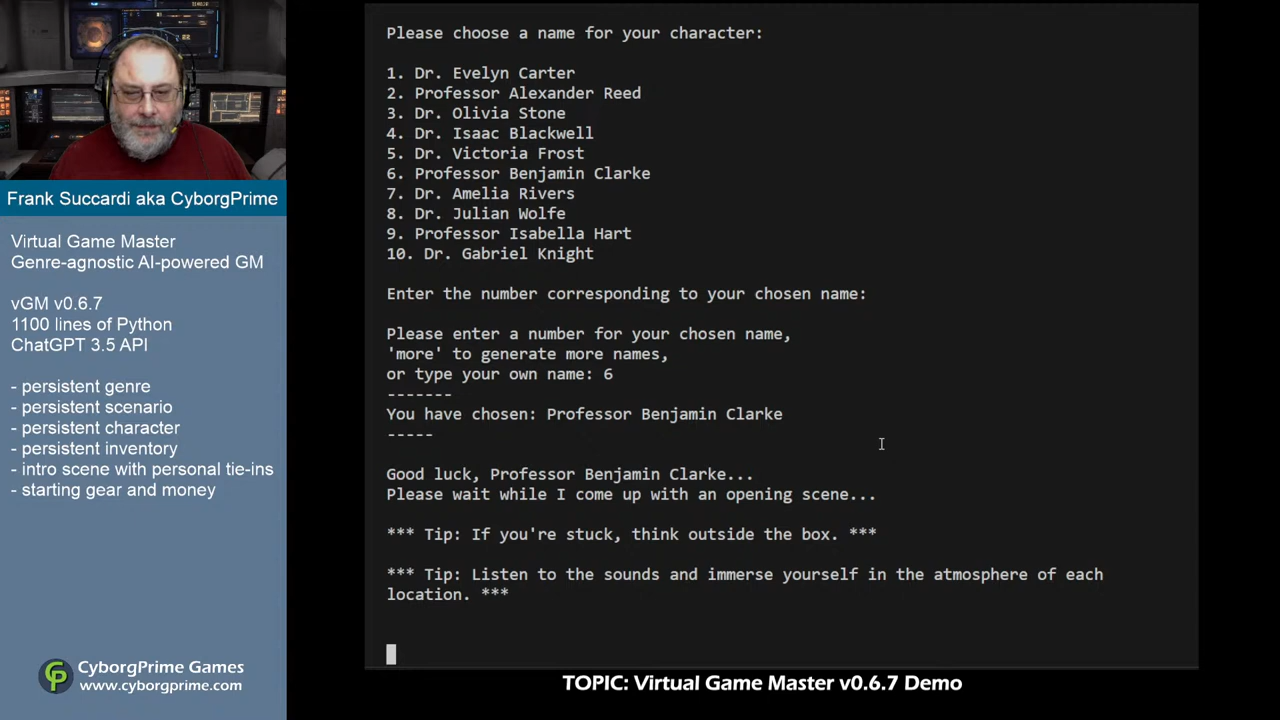 Please choose a name for your character:
1. Dr. Evelyn Carter
2. Professor Alexander Reed
3. Dr. Olivia Stone
4. Dr. Isaac Blackwell
5. Dr. Victoria Frost
6. Professor Benjamin Clarke
7. Dr. Amelia Rivers
8. Dr. Julian Wolfe
9. Professor Isabella Hart
10. Dr. Gabriel Knight
Enter the number corresponding to your chosen name:
Please enter a number for your chosen name,
'more' to generate more names,
or type your own name: 6
-------
You have chosen: Professor Benjamin Clarke
-----
Good luck, Professor Benjamin Clarke...
Please wait while I come up with an opening scene...
*** Tip: If you're stuck, think outside the box. ***
*** Tip: Listen to the sounds and immerse yourself in the atmosphere of each
location. ***
Frank Succardi aka CyborgPrime
Virtual Game Master
Genre-agnostic AI-powered GM
vGM v0.6.7
1100 lines of Python
ChatGPT 3.5 API
- persistent genre
- persistent scenario
- persistent character
- persistent inventory
- intro scene with personal tie-ins
- starting gear and money
CP
CyborgPrime Games
www.cyborgprime.com
TOPIC: Virtual Game Master v0.6.7 Demo